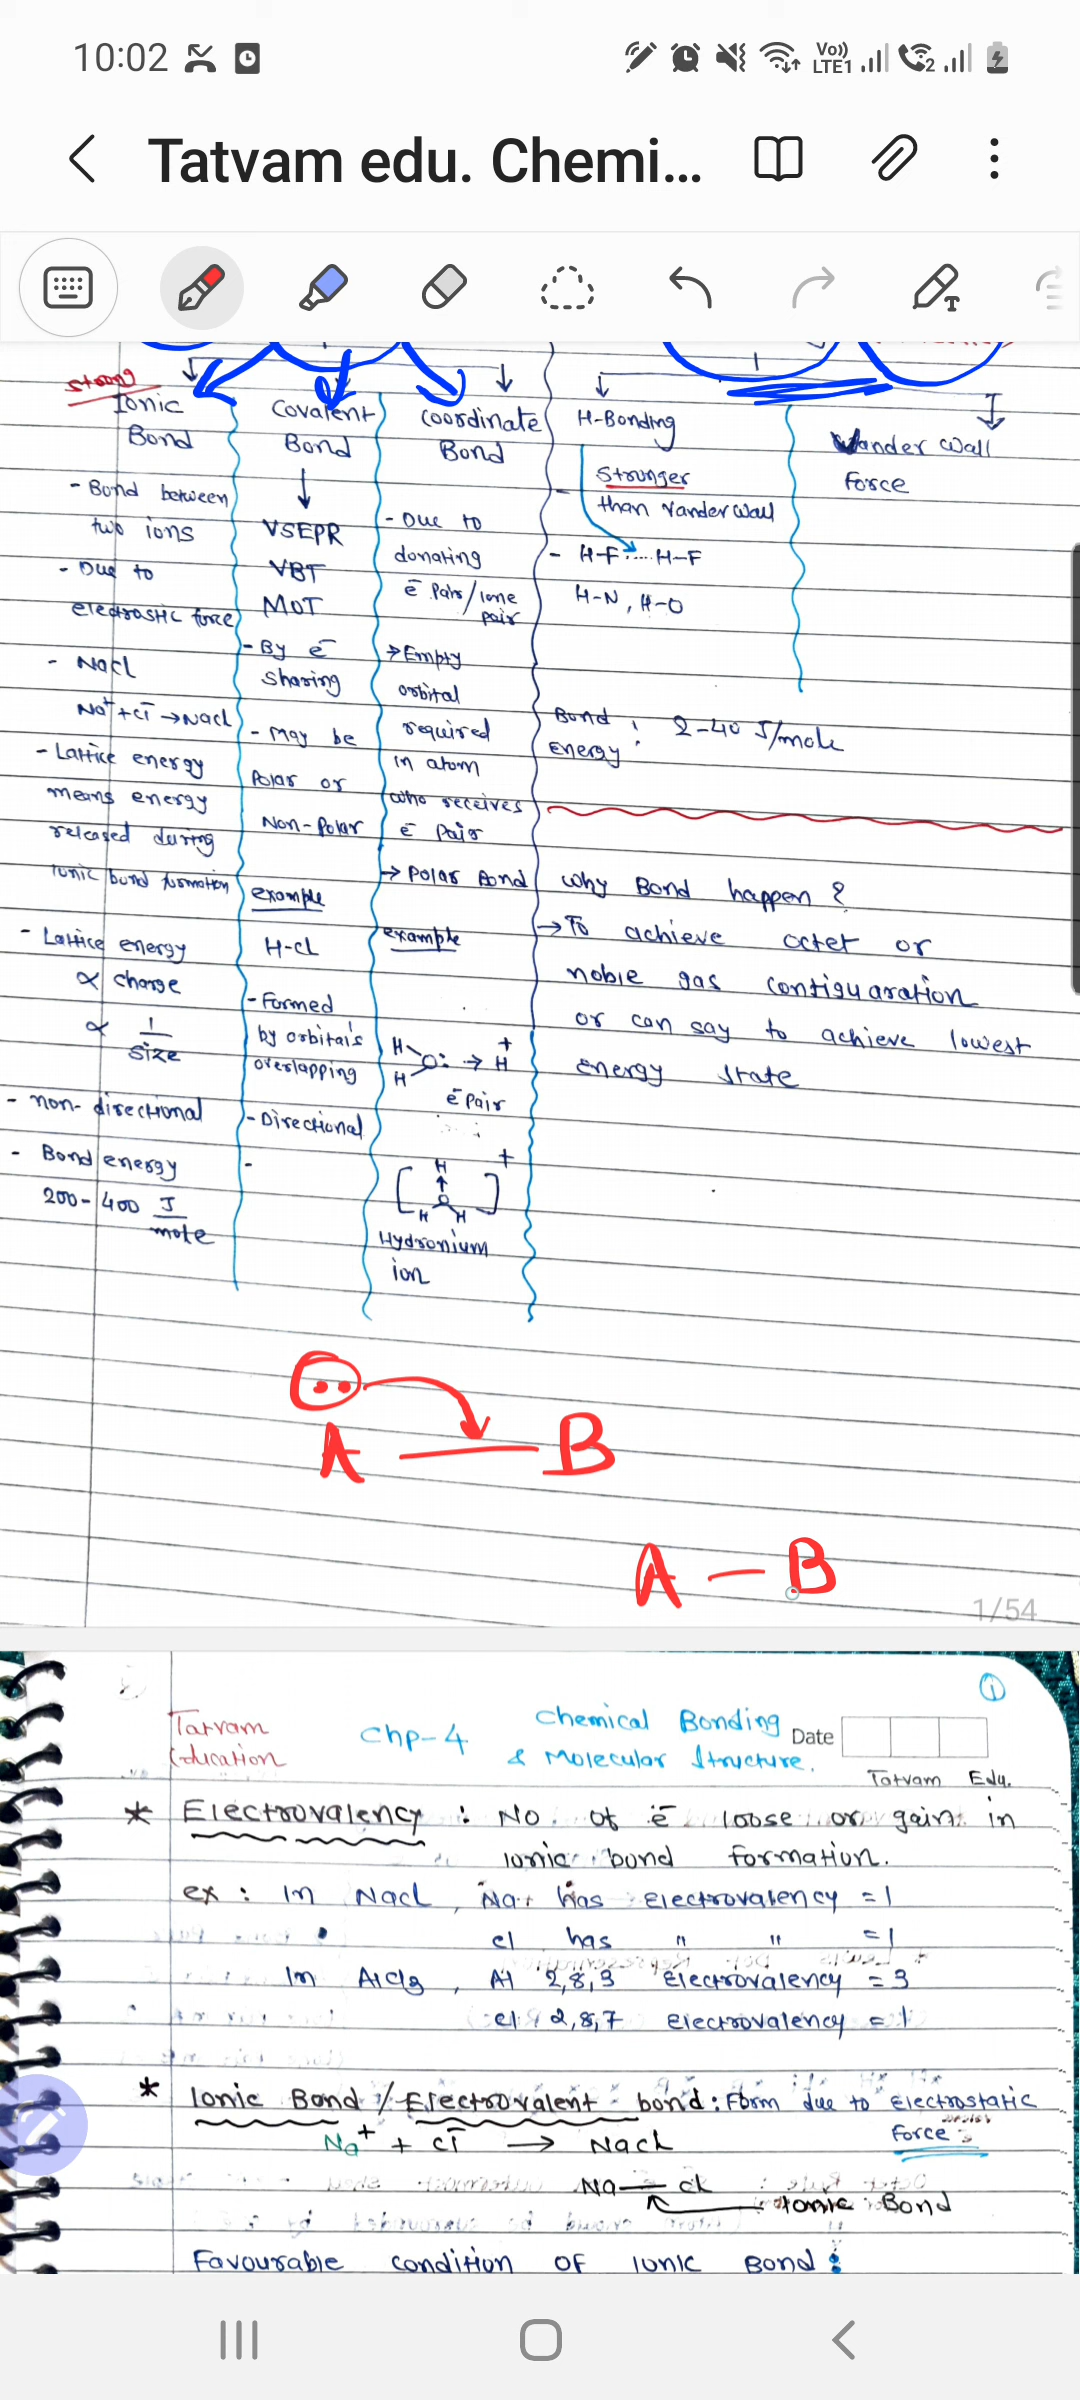 10:02
Vo)) LTE1
2
Tatvam edu. Chemi...
strong
Ionic
Bond
- Bond between
two ions
- Due to
electrostic force
- Nacl
Na⁺ + cl⁻ → Nacl
- Lattice energy
means energy
released during
ionic bond formation
- Lattice energy
∝ charge
∝ 1/size
- non-directional
- Bond energy
200-400 J/mole
Covalent
Bond
↓
VSEPR
VBT
MOT
- By e⁻
sharing
- May be
Polar or
Non-Polar
example
H-cl
- Formed
by orbitals
overlapping
- Directional
-
coordinate
Bond
- Due to
donating
e⁻ Pairs/lone
pair
→ Empty
orbital
required
in atom
who receives
e⁻ Pair
→ Polar Bond
example
H
O: → H⁺
H
e⁻ Pair
[H ↑ O H H]⁺
Hydronium
ion
H-Bonding
Stronger
than Vander wall
- H-F.....H-F
H-N, H-O
Vander wall
force
Bond
Energy : 2-40 J/mole
why Bond happen ?
→ To achieve octet or
noble gas configuaration
or can say to achieve lowest
energy state
A — B
A — B
1/54
1
Tatvam
Education
Chp-4
Chemical Bonding
& Molecular Structure.
Date
Tatvam Edu.
* Electrovalency : No. of e⁻ loose or gain in
ionic bond formation.
ex : In Nacl, Na+ has Electrovalency = 1
cl has " " = 1
In Alcl3, Al 2,8,3 Electrovalency = 3
cl : 2,8,7 electrovalency = 1
* Ionic Bond / Electrovalent bond : Form due to Electrostatic
force
Na⁺ + cl⁻ → Nacl
Na — cl
Ionic Bond
Favourable condition OF Ionic Bond :